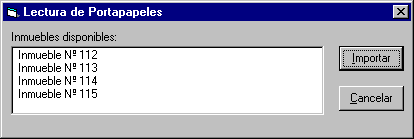 Lectura de Portapapeles
Inmuebles disponibles:
Inmueble Nº 112
Inmueble Nº 113
Inmueble Nº 114
Inmueble Nº 115
Importar
Cancelar